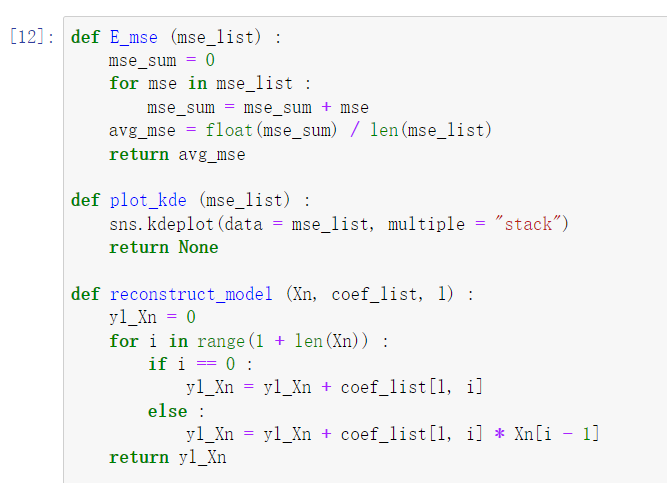 [12]: def E_mse (mse_list) :
    mse_sum = 0
    for mse in mse_list :
        mse_sum = mse_sum + mse
    avg_mse = float(mse_sum) / len(mse_list)
    return avg_mse

def plot_kde (mse_list) :
    sns.kdeplot(data = mse_list, multiple = "stack")
    return None

def reconstruct_model (Xn, coef_list, l) :
    yl_Xn = 0
    for i in range(1 + len(Xn)) :
        if i == 0 :
            yl_Xn = yl_Xn + coef_list[l, i]
        else :
            yl_Xn = yl_Xn + coef_list[l, i] * Xn[i - 1]
    return yl_Xn